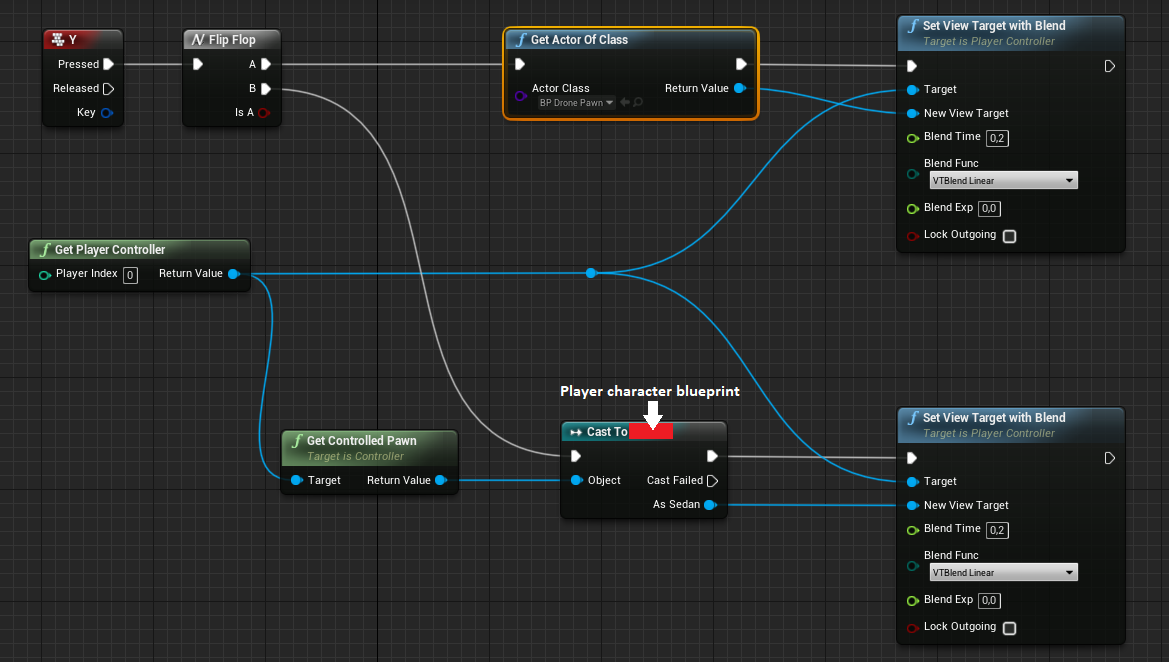 Y
Pressed
Released
Key
Flip Flop
A
B
Is A
Get Actor Of Class
Actor Class
BP Drone Pawn
Return Value
Set View Target with Blend
Target is Player Controller
Target
New View Target
Blend Time 0,2
Blend Func
VTBlend Linear
Blend Exp 0,0
Lock Outgoing
Get Player Controller
Player Index 0 Return Value
Player character blueprint
Get Controlled Pawn
Target is Controller
Target Return Value
Cast To
Object
Cast Failed
As Sedan
Set View Target with Blend
Target is Player Controller
Target
New View Target
Blend Time 0,2
Blend Func
VTBlend Linear
Blend Exp 0,0
Lock Outgoing